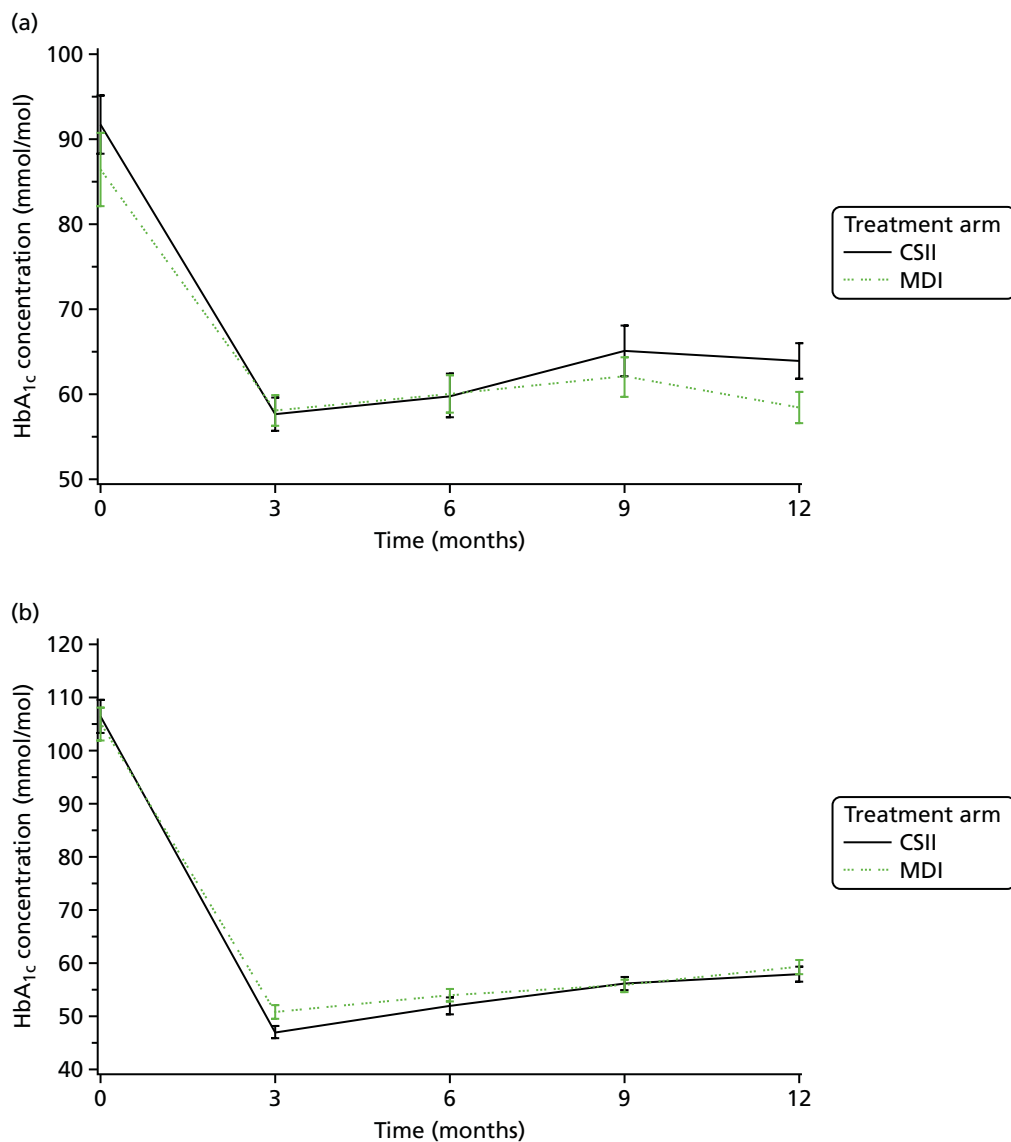 (a)
100
90
80
70
60
50
HbA1c concentration (mmol/mol)
0 3 6 9 12
Time (months)
Treatment arm
CSII
MDI
(b)
120
110
100
90
80
70
60
50
40
HbA1c concentration (mmol/mol)
0 3 6 9 12
Time (months)
Treatment arm
CSII
MDI